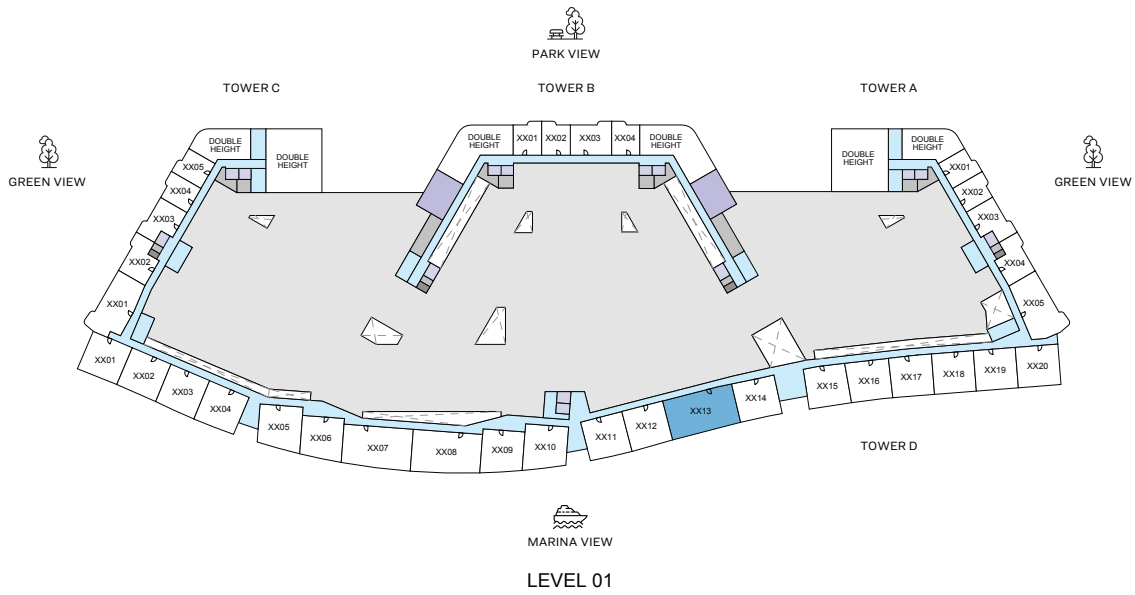 PARK VIEW
TOWER C
TOWER B
TOWER A
GREEN VIEW
GREEN VIEW
DOUBLE
HEIGHT
DOUBLE
HEIGHT
XX05
XX04
XX03
XX02
XX01
DOUBLE
HEIGHT
XX01
XX02
XX03
XX04
DOUBLE
HEIGHT
DOUBLE
HEIGHT
DOUBLE
HEIGHT
XX01
XX02
XX03
XX04
XX05
XX01
XX02
XX03
XX04
XX05
XX06
XX07
XX08
XX09
XX10
XX11
XX12
XX13
XX14
XX15
XX16
XX17
XX18
XX19
XX20
TOWER D
MARINA VIEW
LEVEL 01